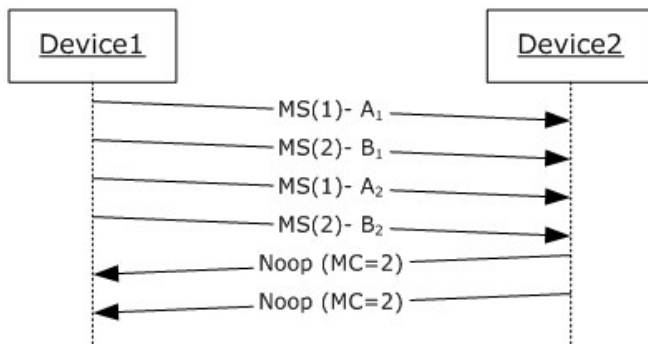 Device1
Device2
MS(1)- A₁
MS(2)- B₁
MS(1)- A₂
MS(2)- B₂
Noop (MC=2)
Noop (MC=2)